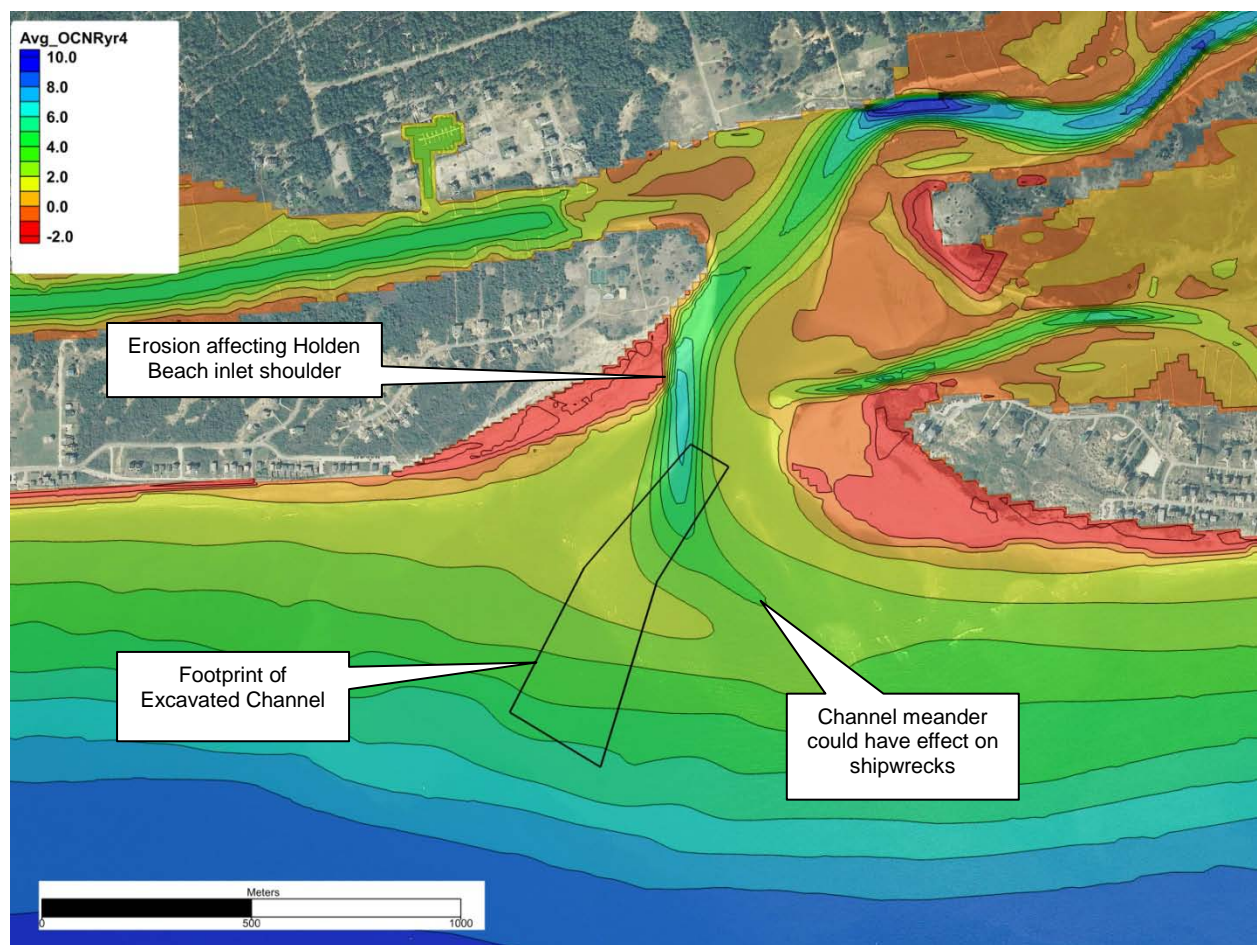 Avg_OCNRyr4
10.0
8.0
6.0
4.0
2.0
0.0
-2.0
Erosion affecting Holden
Beach inlet shoulder
Footprint of
Excavated Channel
Channel meander
could have effect on
shipwrecks
Meters
0 500 1000